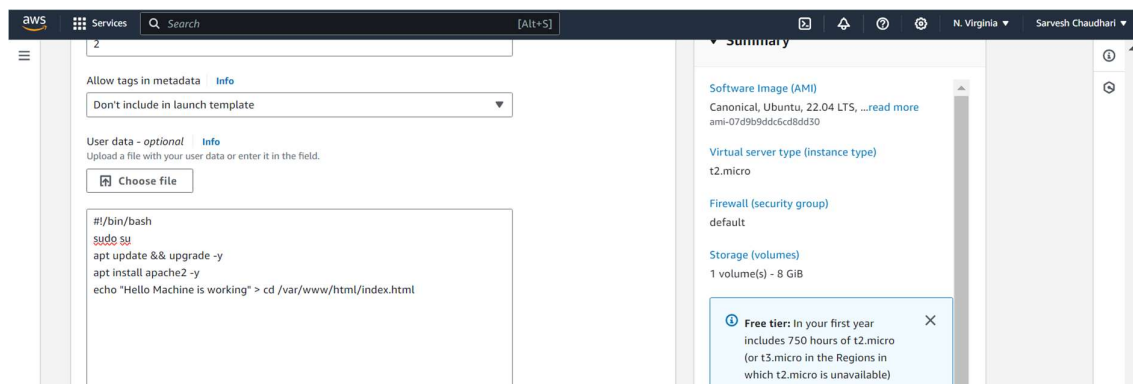 aws
Services
Search
[Alt+S]
N. Virginia ▼
Sarvesh Chaudhari ▼
2
Allow tags in metadata Info
Don't include in launch template
User data - optional Info
Upload a file with your user data or enter it in the field.
Choose file
#!/bin/bash
sudo su
apt update && upgrade -y
apt install apache2 -y
echo "Hello Machine is working" > cd /var/www/html/index.html
Summary
Software Image (AMI)
Canonical, Ubuntu, 22.04 LTS, ...read more
ami-07d9b9ddc6cd8dd30
Virtual server type (instance type)
t2.micro
Firewall (security group)
default
Storage (volumes)
1 volume(s) - 8 GiB
Free tier: In your first year
includes 750 hours of t2.micro
(or t3.micro in the Regions in
which t2.micro is unavailable)